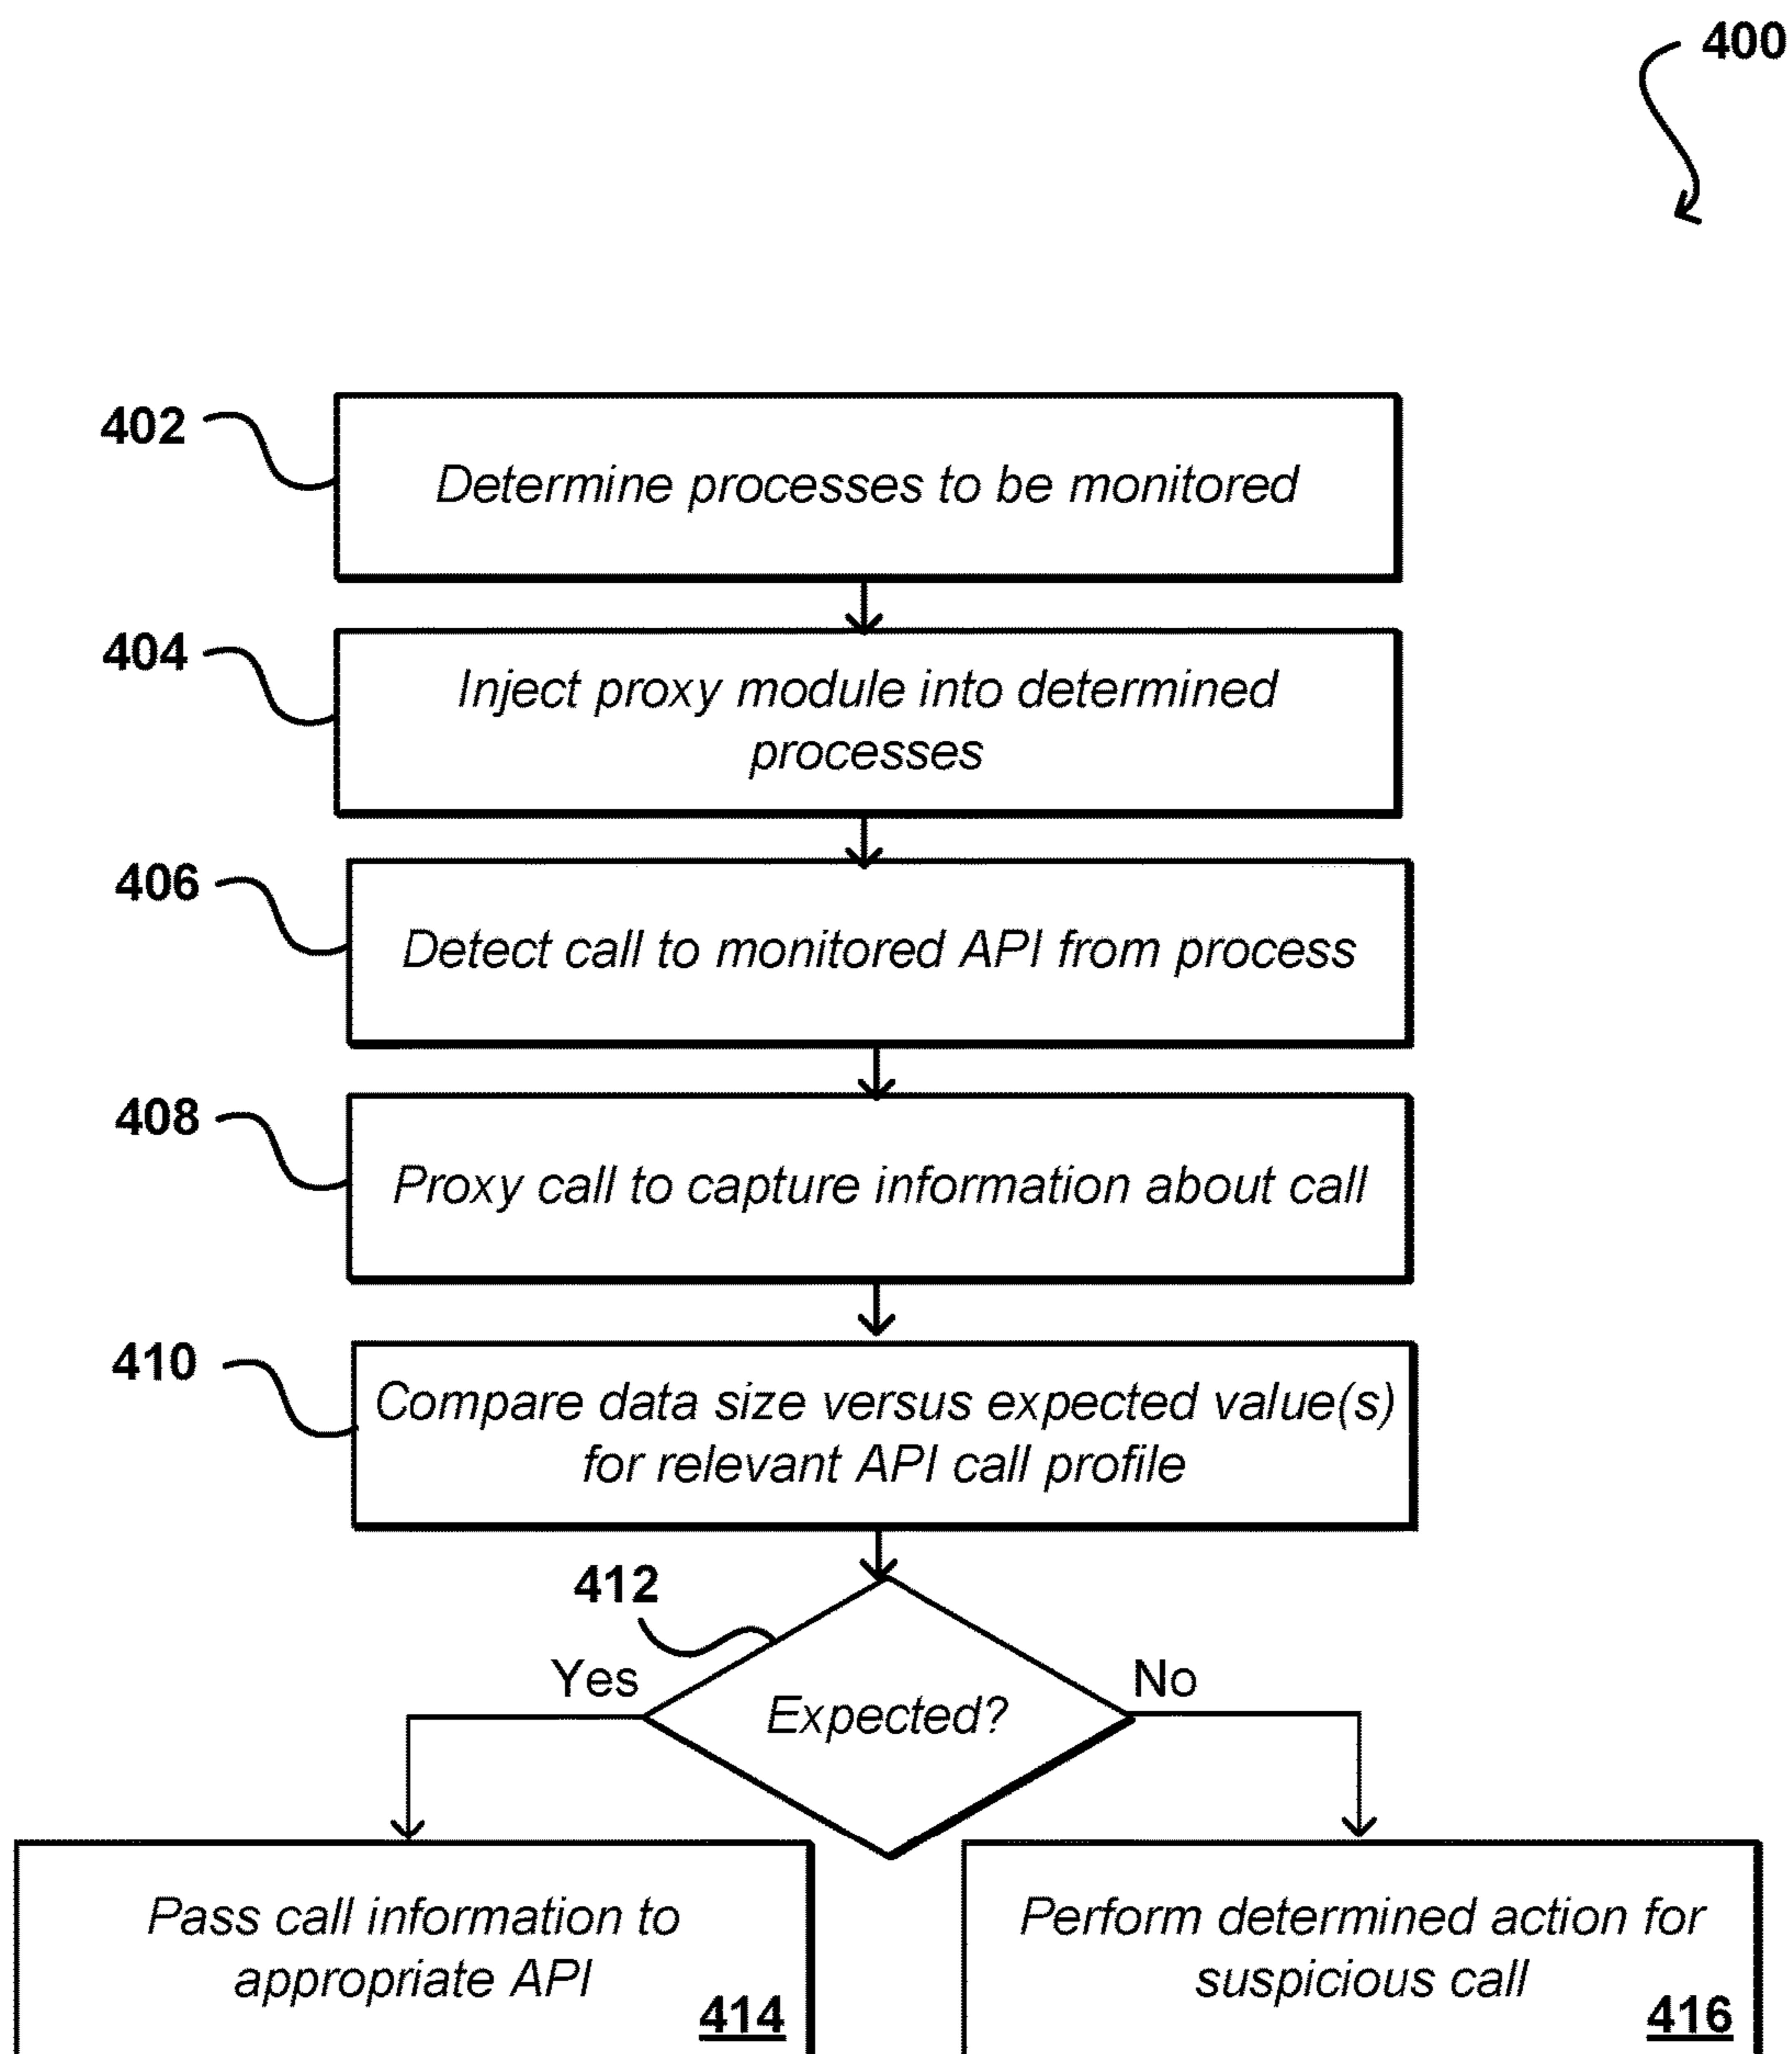 400
402
Determine processes to be monitored
404
Inject proxy module into determined
processes
406
Detect call to monitored API from process
408
Proxy call to capture information about call
410
Compare data size versus expected value(s)
for relevant API call profile
412
Yes
No
Expected?
Pass call information to
appropriate API
414
Perform determined action for
suspicious call
416